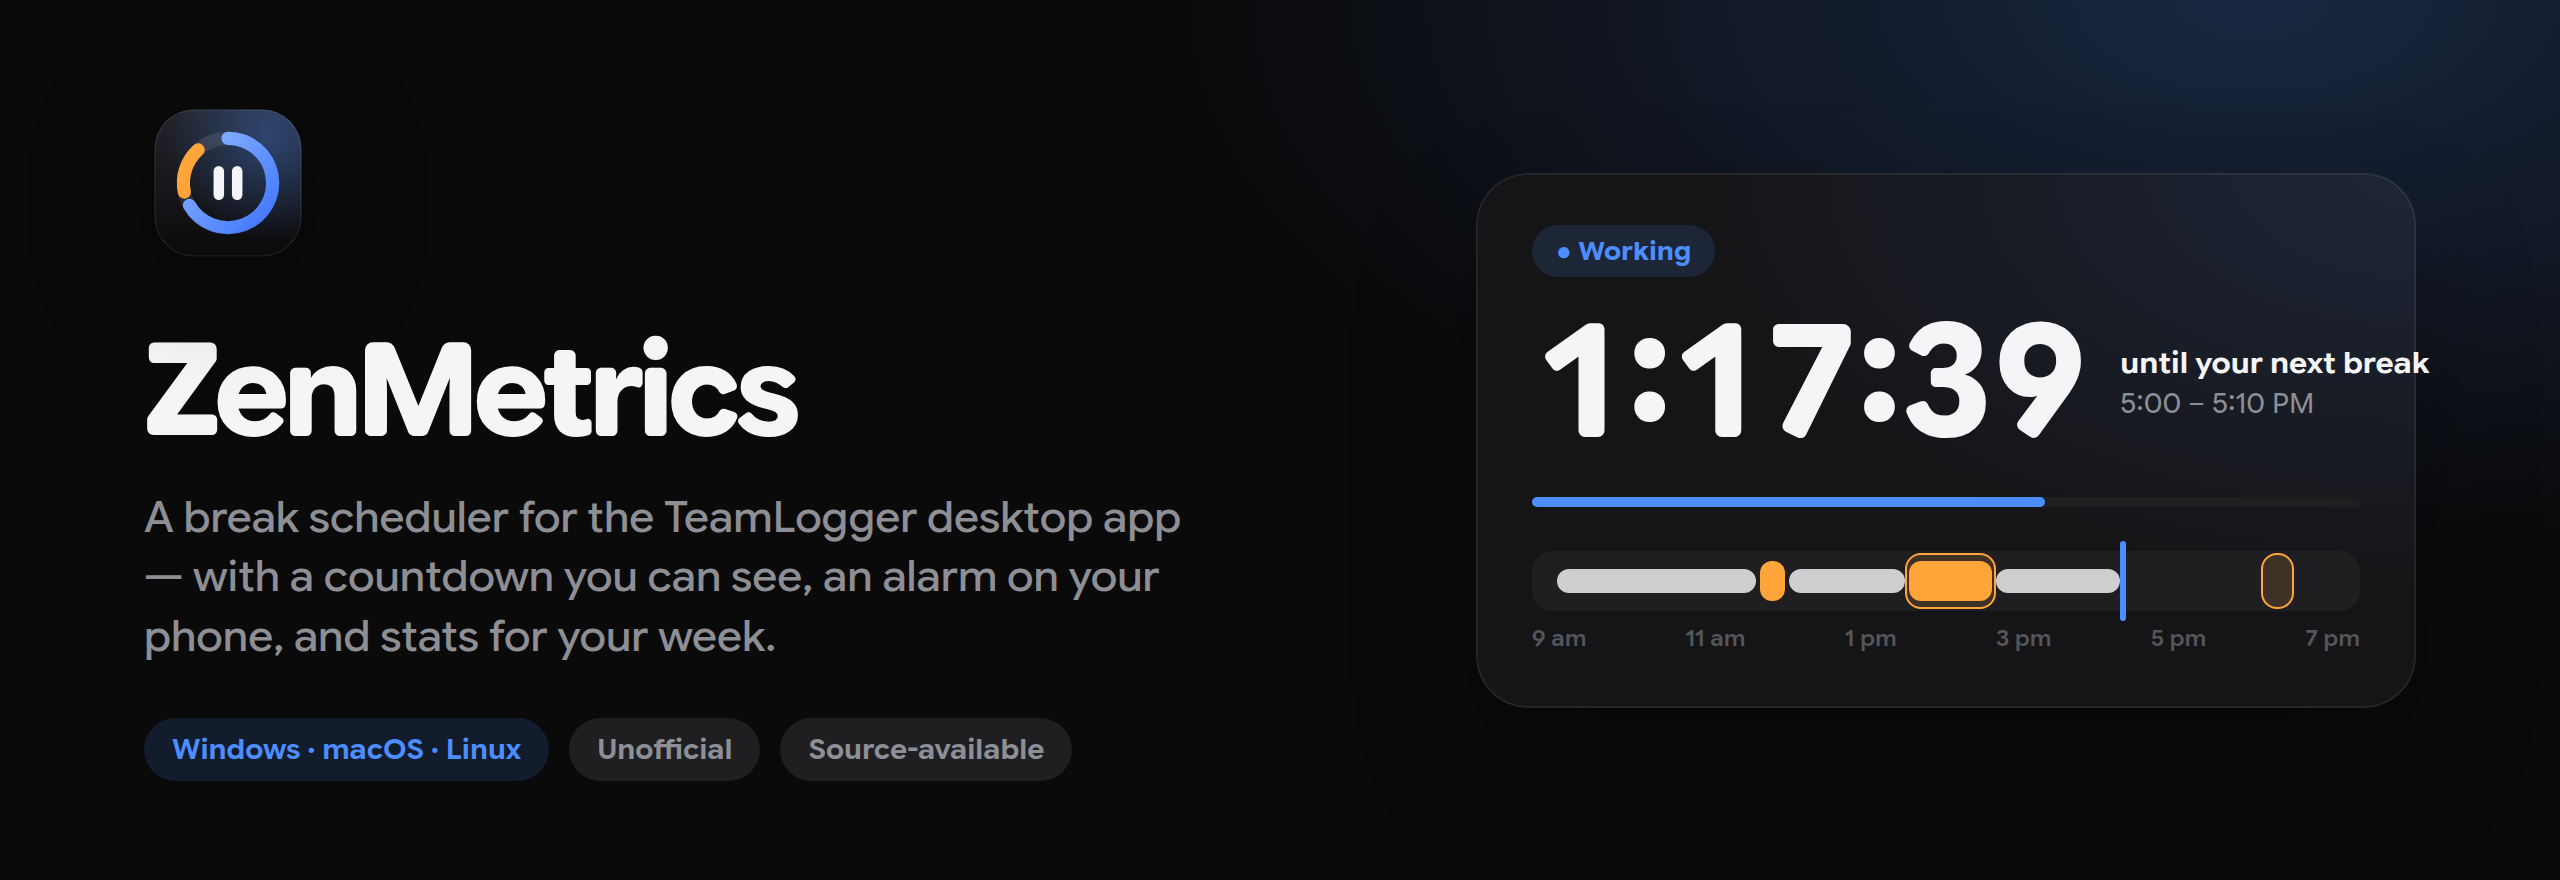 ZenMetrics
A break scheduler for the TeamLogger desktop app
— with a countdown you can see, an alarm on your
phone, and stats for your week.
Windows · macOS · Linux
Unofficial
Source-available
Working
1:17:39
until your next break
5:00 – 5:10 PM
9 am 11 am 1 pm 3 pm 5 pm 7 pm